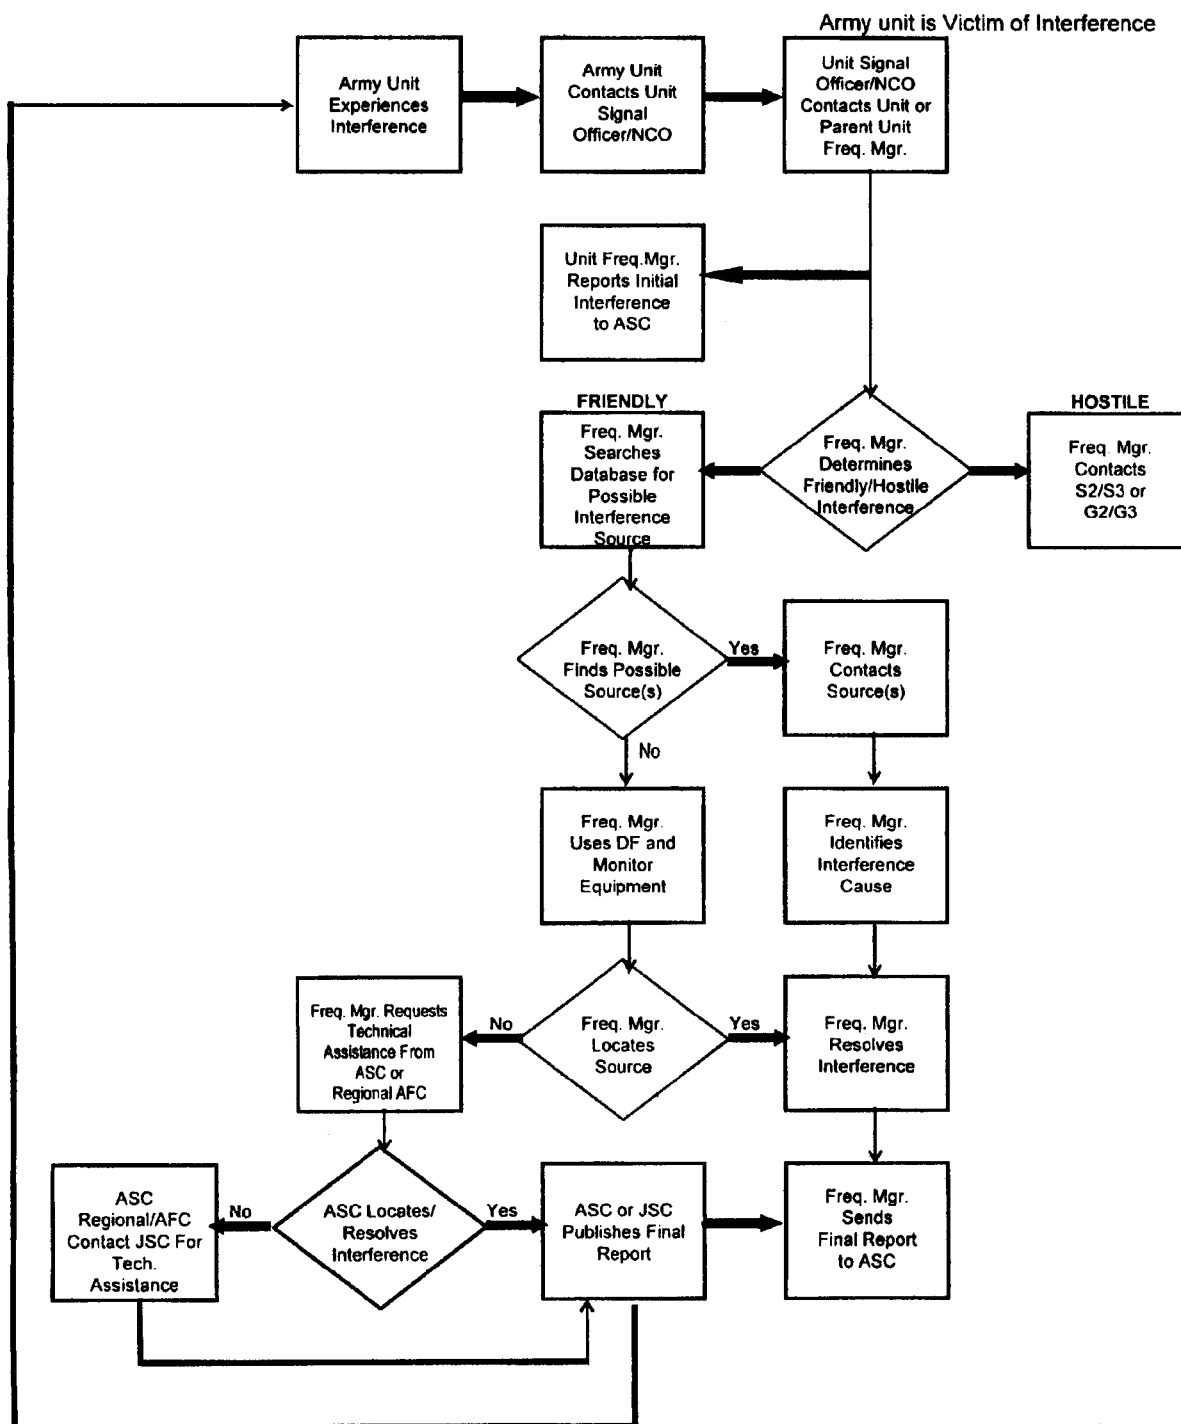 Army unit is Victim of Interference
Army Unit
Experiences
Interference
Army Unit
Contacts Unit
Signal
Officer/NCO
Unit Signal
Officer/NCO
Contacts Unit or
Parent Unit
Freq. Mgr.
Unit Freq.Mgr.
Reports Initial
Interference
to ASC
FRIENDLY
Freq. Mgr.
Searches
Database for
Possible
Interference
Source
Freq. Mgr.
Determines
Friendly/Hostile
Interference
HOSTILE
Freq. Mgr.
Contacts
S2/S3 or
G2/G3
Freq. Mgr.
Finds Possible
Source(s)
Yes
Freq. Mgr.
Contacts
Source(s)
No
Freq. Mgr.
Uses DF and
Monitor
Equipment
Freq. Mgr.
Identifies
Interference
Cause
Freq. Mgr. Requests
Technical
Assistance From
ASC or
Regional AFC
No
Freq. Mgr.
Locates
Source
Yes
Freq. Mgr.
Resolves
Interference
ASC
Regional/AFC
Contact JSC For
Tech.
Assistance
No
ASC Locates/
Resolves
Interference
Yes
ASC or JSC
Publishes Final
Report
Freq. Mgr.
Sends
Final Report
to ASC